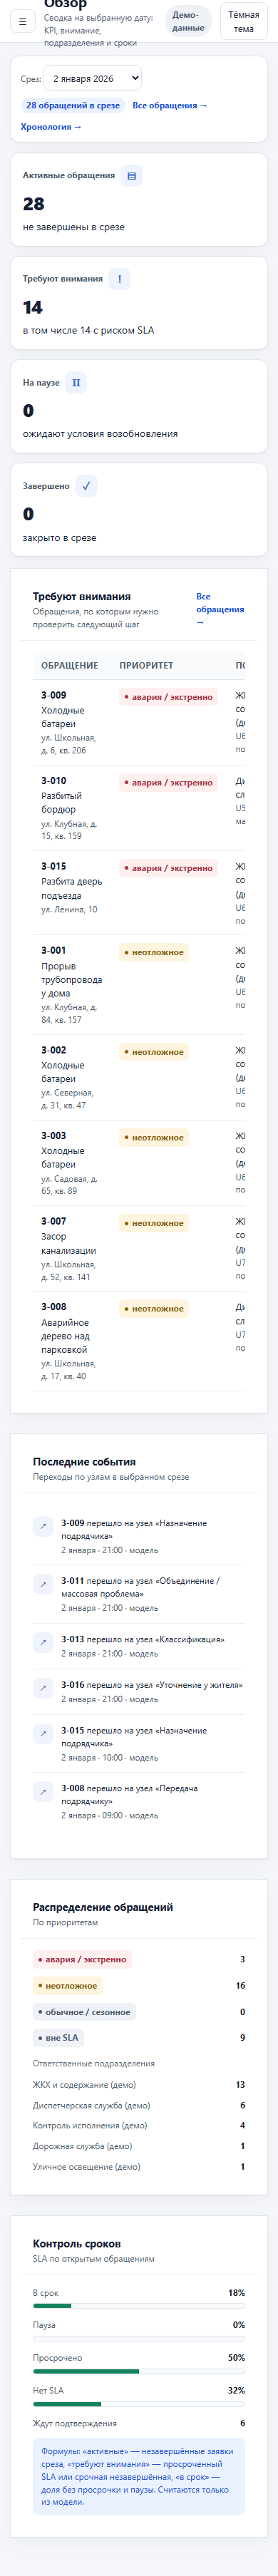 Обзор
Сводка на выбранную дату:
KPI, внимание,
подразделения и сроки
Демо-
данные
Тёмная
тема
Срез:
2 января 2026
28 обращений в срезе
Все обращения →
Хронология →
Активные обращения
28
не завершены в срезе
Требуют внимания
!
14
в том числе 14 с риском SLA
На паузе
0
ожидают условия возобновления
Завершено
0
закрыто в срезе
Требуют внимания
Обращения, по которым нужно
проверить следующий шаг
Все
обращения
→
ОБРАЩЕНИЕ
ПРИОРИТЕТ
ПО
З-009
Холодные
батареи
ул. Школьная,
д. 6, кв. 206
авария / экстренно
З-010
Разбитый
бордюр
ул. Клубная, д.
15, кв. 159
авария / экстренно
З-015
Разбита дверь
подъезда
ул. Ленина, 10
авария / экстренно
З-001
Прорыв
трубопровода
у дома
ул. Клубная, д.
84, кв. 157
неотложное
З-002
Холодные
батареи
ул. Северная,
д. 31, кв. 47
неотложное
З-003
Холодные
батареи
ул. Садовая, д.
65, кв. 89
неотложное
З-007
Засор
канализации
ул. Школьная,
д. 52, кв. 141
неотложное
З-008
Аварийное
дерево над
парковкой
ул. Школьная,
д. 17, кв. 40
неотложное
Последние события
Переходы по узлам в выбранном срезе
З-009 перешло на узел «Назначение
подрядчика»
2 января · 21:00 · модель
З-011 перешло на узел «Объединение /
массовая проблема»
2 января · 21:00 · модель
З-013 перешло на узел «Классификация»
2 января · 21:00 · модель
З-016 перешло на узел «Уточнение у жителя»
2 января · 21:00 · модель
З-015 перешло на узел «Назначение
подрядчика»
2 января · 10:00 · модель
З-008 перешло на узел «Передача
подрядчику»
2 января · 09:00 · модель
Распределение обращений
По приоритетам
авария / экстренно 3
неотложное 16
обычное / сезонное 0
вне SLA 9
Ответственные подразделения
ЖКХ и содержание (демо) 13
Диспетчерская служба (демо) 6
Контроль исполнения (демо) 4
Дорожная служба (демо) 1
Уличное освещение (демо) 1
Контроль сроков
SLA по открытым обращениям
В срок 18%
Пауза 0%
Просрочено 50%
Нет SLA 32%
Ждут подтверждения 6
Формулы: «активные» — незавершённые заявки
среза, «требуют внимания» — просроченный
SLA или срочная незавершённая, «в срок» —
доля без просрочки и паузы. Считаются только
из модели.